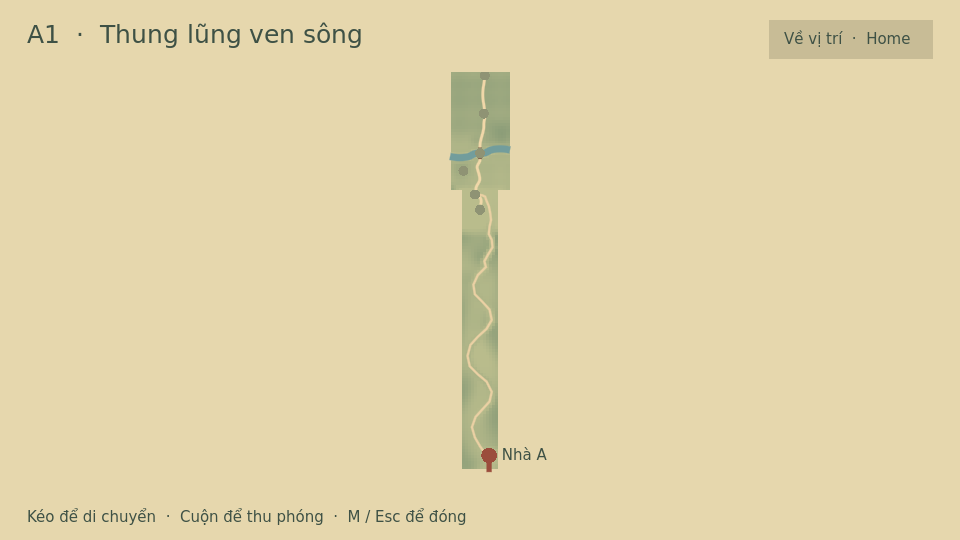 A1 · Thung lũng ven sông
Về vị trí · Home
Nhà A
Kéo để di chuyển · Cuộn để thu phóng · M / Esc để đóng